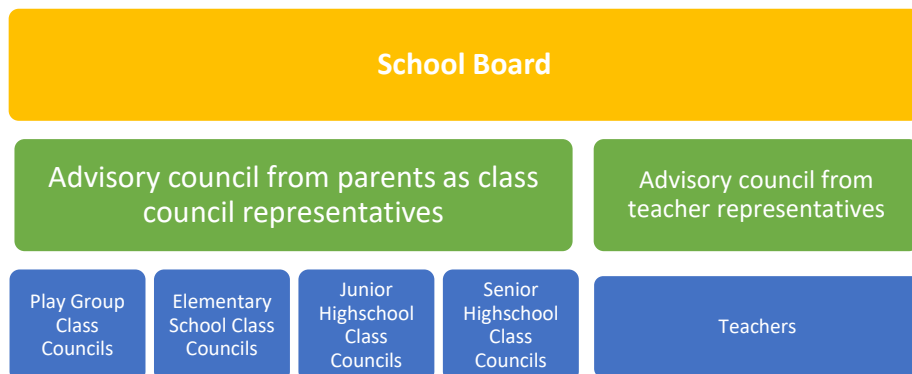 School Board
Advisory council from parents as class
council representatives
Advisory council from
teacher representatives
Play Group
Class
Councils
Elementary
School Class
Councils
Junior
Highschool
Class
Councils
Senior
Highschool
Class
Councils
Teachers